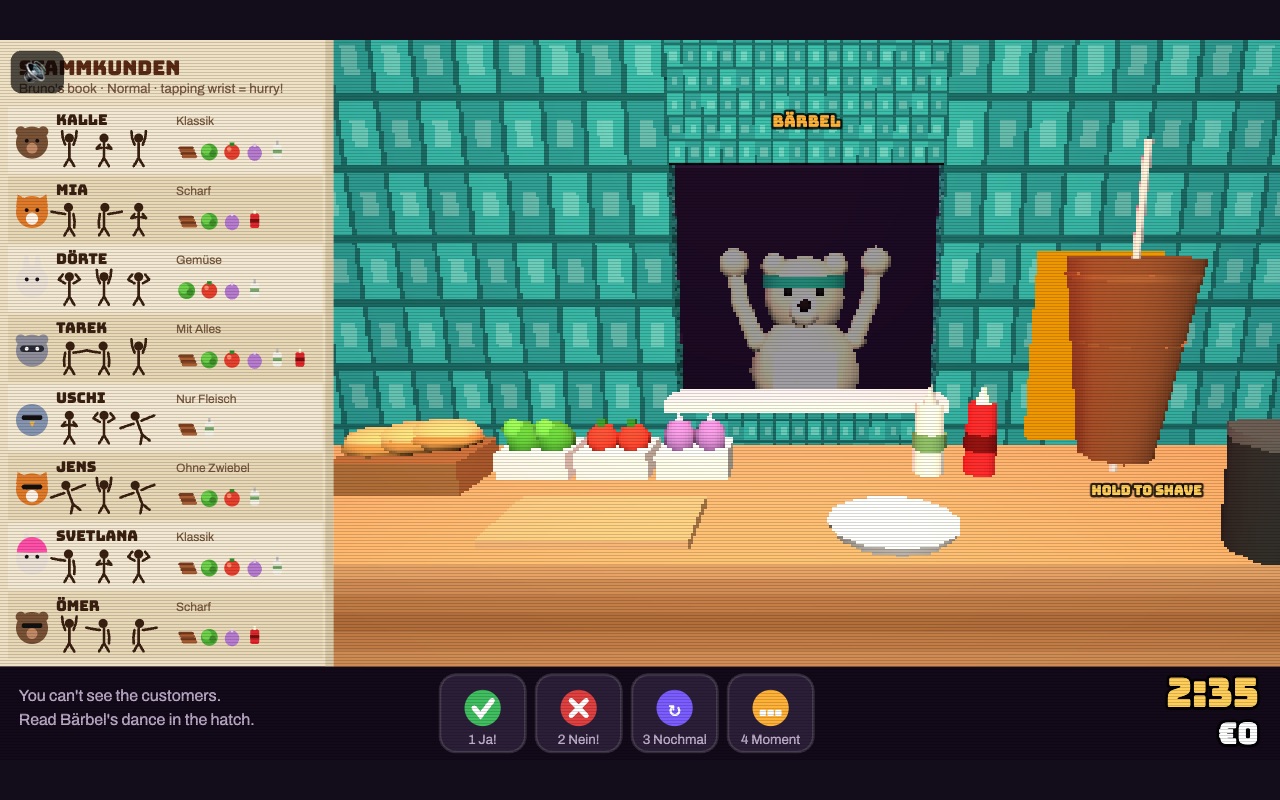 STAMMKUNDEN
Bruno's book · Normal · tapping wrist = hurry!
KALLE
Klassik
MIA
Scharf
DÖRTE
Gemüse
TAREK
Mit Alles
USCHI
Nur Fleisch
JENS
Ohne Zwiebel
SVETLANA
Klassik
ÖMER
Scharf
BÄRBEL
HOLD TO SHAVE
You can't see the customers.
Read Bärbel's dance in the hatch.
1 Ja!
2 Nein!
3 Nochmal
4 Moment
2:35
€0